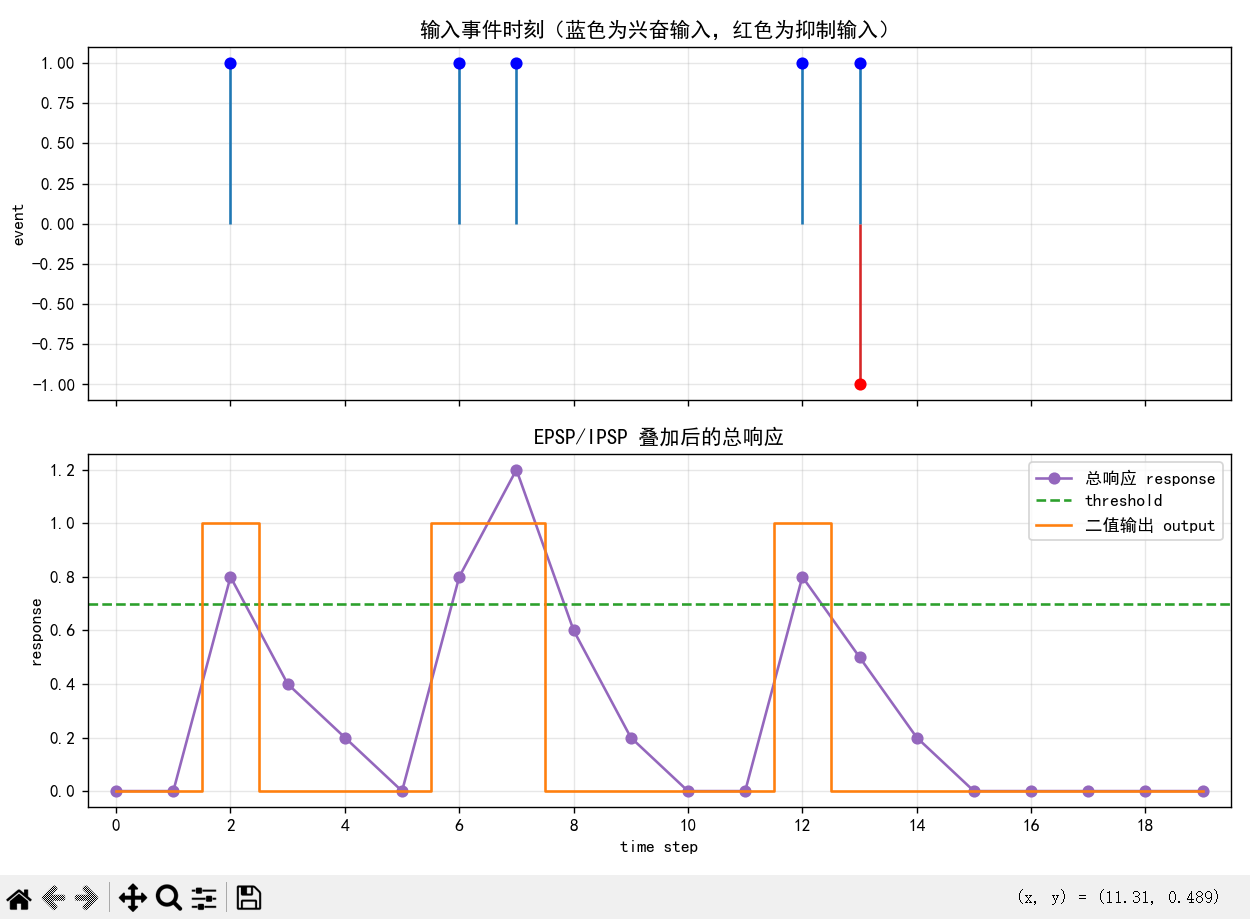 输入事件时刻（蓝色为兴奋输入，红色为抑制输入）
1.00
0.75
0.50
0.25
0.00
−0.25
−0.50
−0.75
−1.00
event
EPSP/IPSP 叠加后的总响应
1.2
1.0
0.8
0.6
0.4
0.2
0.0
response
总响应 response
threshold
二值输出 output
0 2 4 6 8 10 12 14 16 18
time step
(x, y) = (11.31, 0.489)